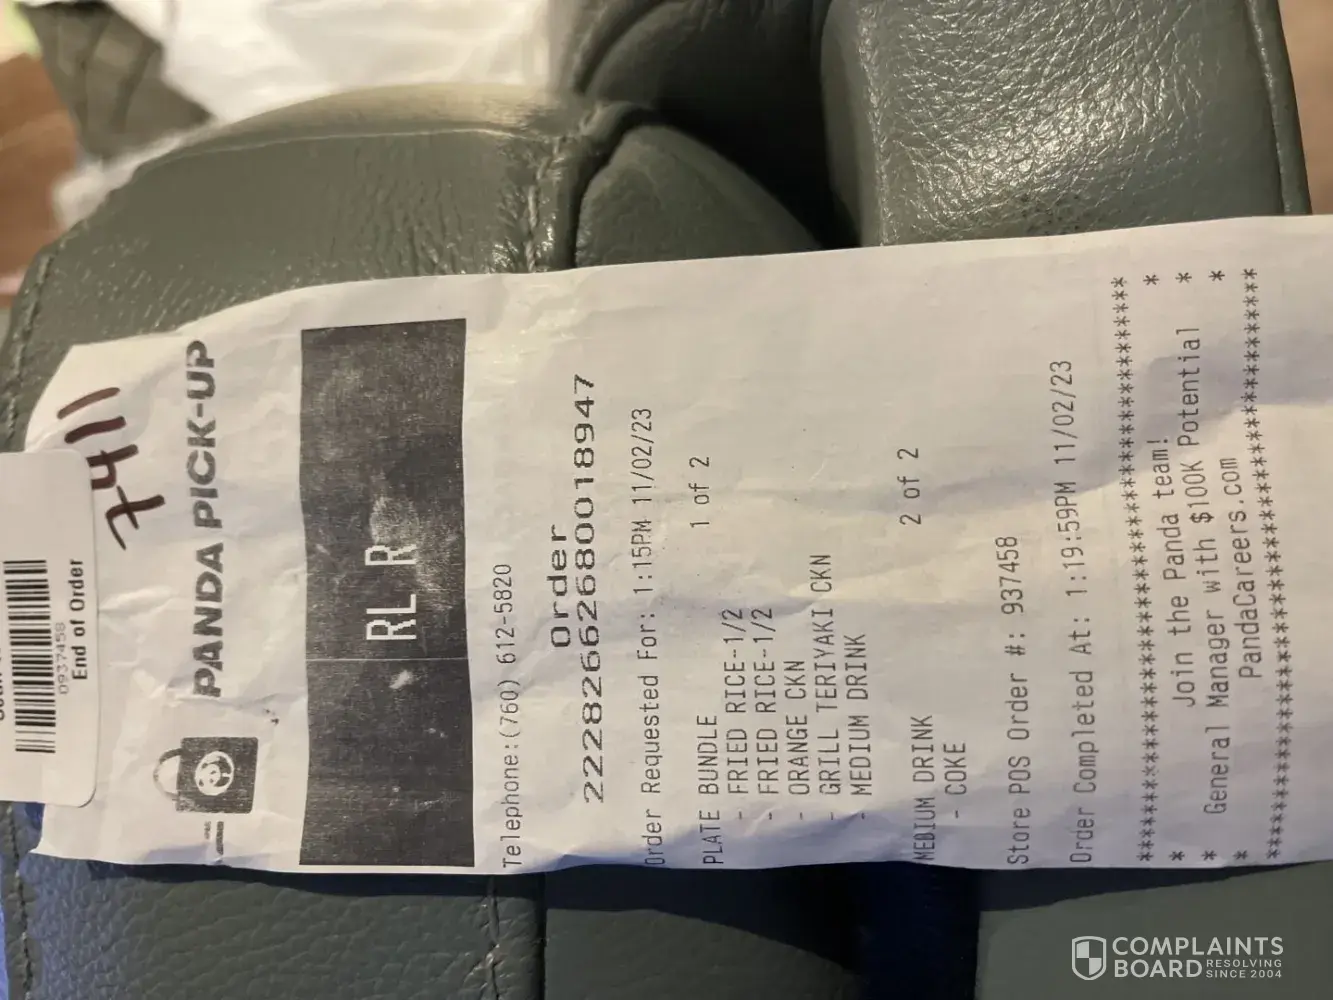 0937458
End of Order
7411
PANDA PICK-UP
RL R
Telephone:(760) 612-5820
Order
222826626800018947
Order Requested For: 1:15PM 11/02/23
PLATE BUNDLE 1 of 2
- FRIED RICE-1/2
- FRIED RICE-1/2
- ORANGE CKN
- GRILL TERIYAKI CKN
- MEDIUM DRINK
MEDIUM DRINK 2 of 2
- COKE
Store POS Order #: 937458
Order Completed At: 1:19:59PM 11/02/23
****************************************
* Join the Panda team! *
* General Manager with $100K Potential *
* PandaCareers.com *
****************************************
COMPLAINTS
BOARD RESOLVING
SINCE 2004